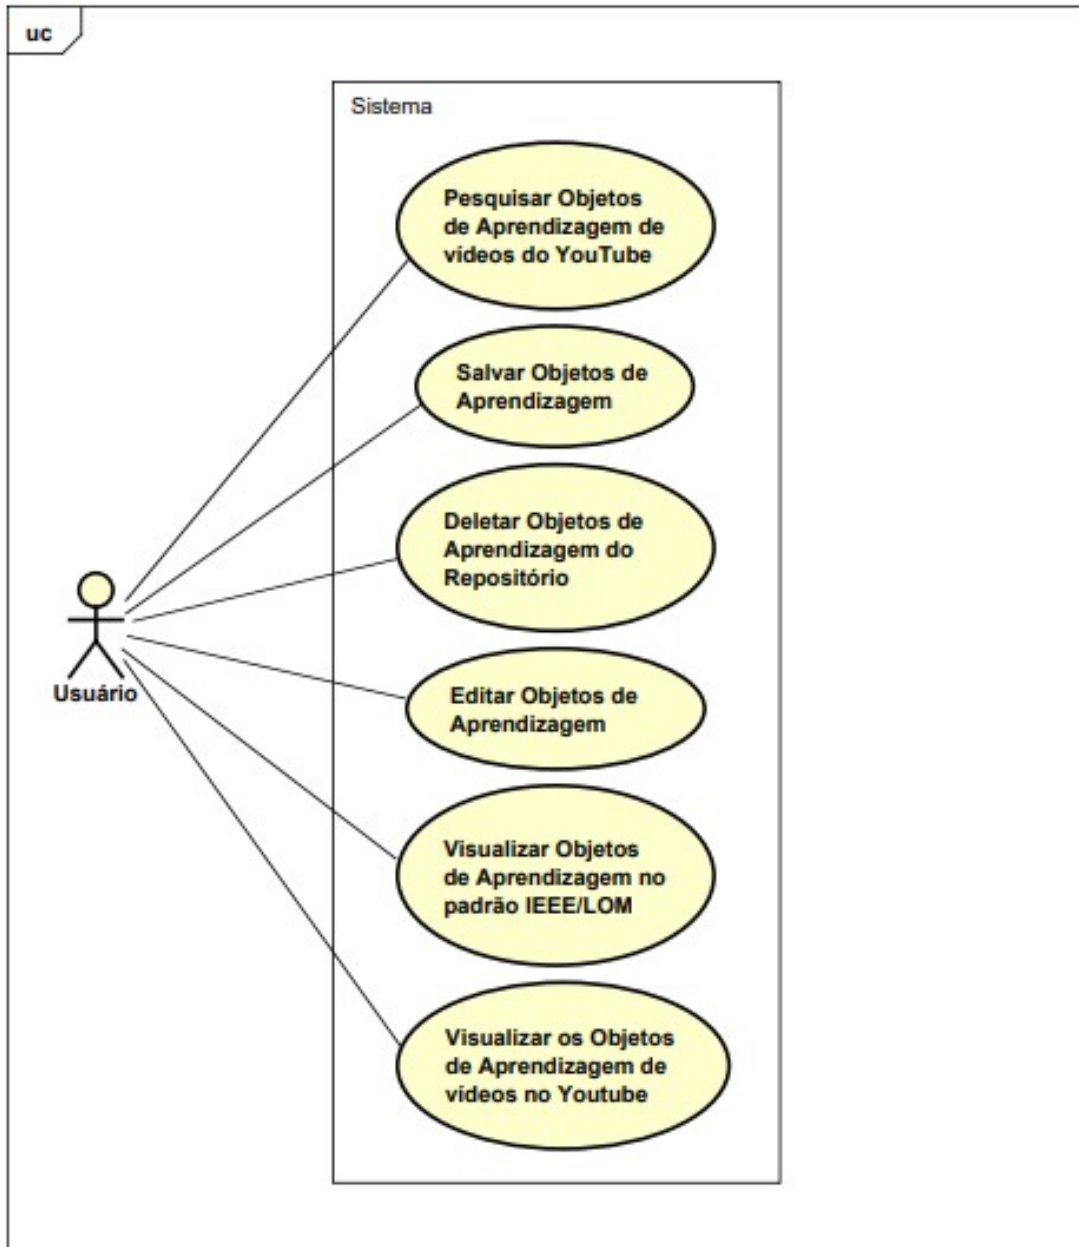 uc
Sistema
Pesquisar Objetos
de Aprendizagem de
vídeos do YouTube
Salvar Objetos de
Aprendizagem
Deletar Objetos de
Aprendizagem do
Repositório
Usuário
Editar Objetos de
Aprendizagem
Visualizar Objetos
de Aprendizagem no
padrão IEEE/LOM
Visualizar os Objetos
de Aprendizagem de
vídeos no Youtube